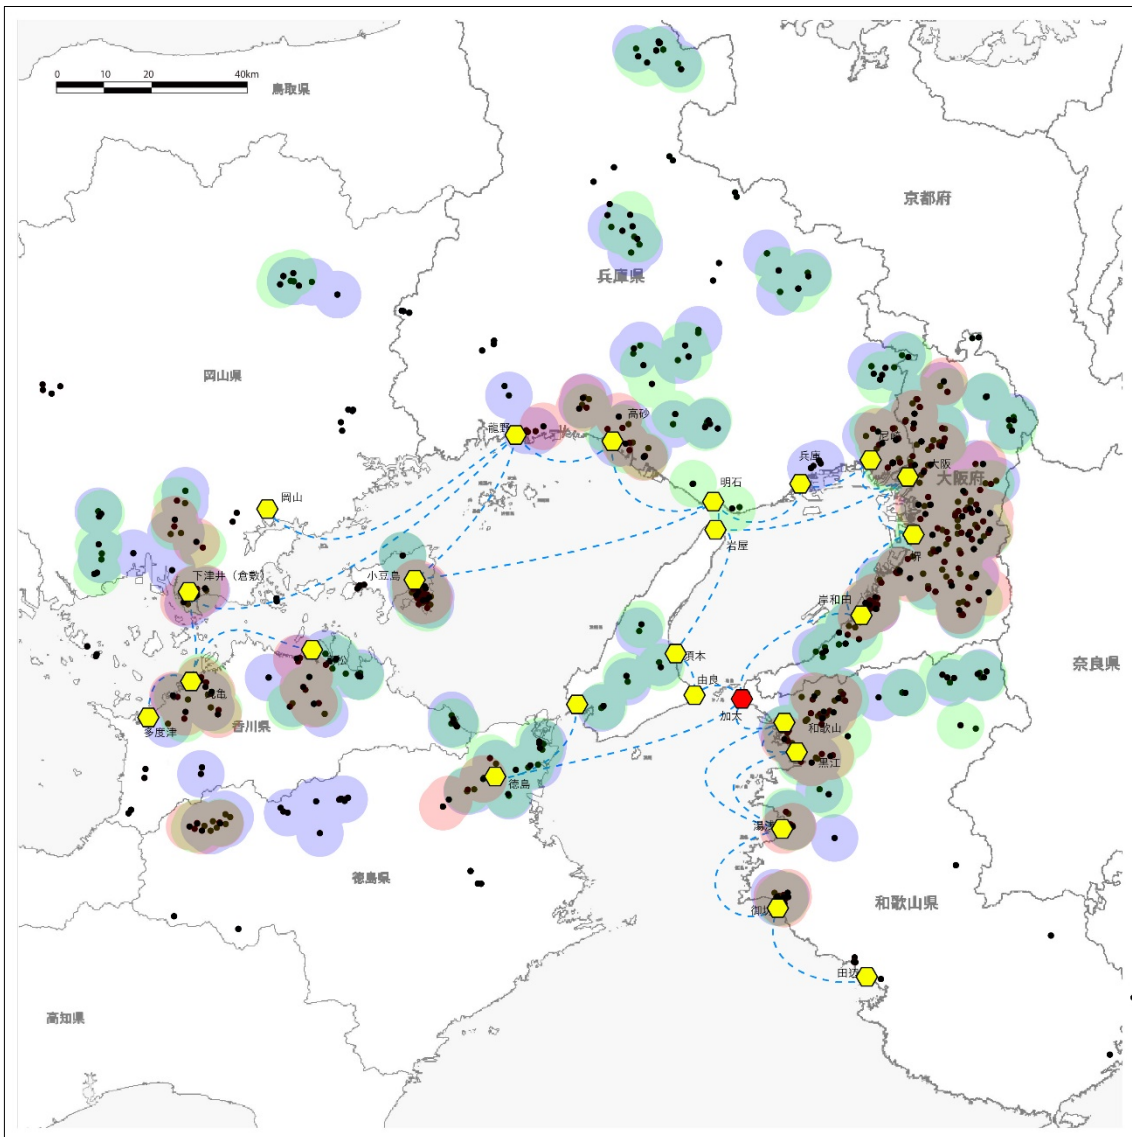 0 10 20 40km
鳥取県
京都府
兵庫県
岡山県
高砂
龍野
尼崎
兵庫
大阪
大阪府
明石
岡山
岩屋
堺
下津井（倉敷）
小豆島
岸和田
須木
奈良県
由良
丸亀
加太
香川県
和歌山
多度津
黒江
徳島
湯浅
徳島県
和歌山県
御坊
田辺
高知県